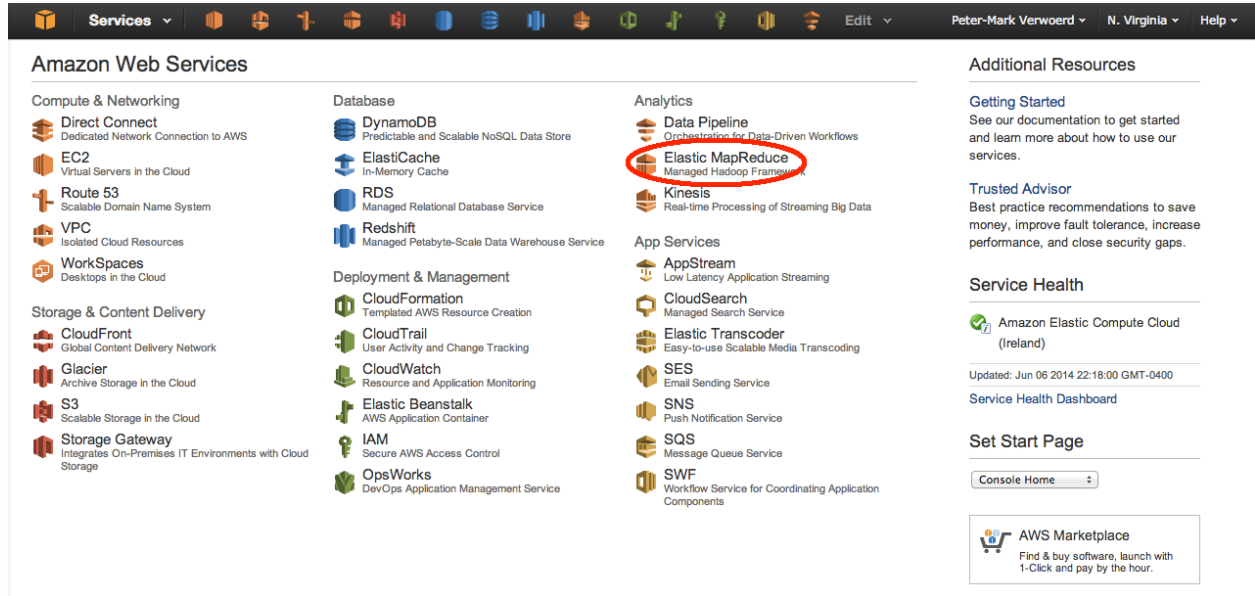 Services
Edit
Peter-Mark Verwoerd
N. Virginia
Help
Amazon Web Services
Compute & Networking
Direct Connect
Dedicated Network Connection to AWS
EC2
Virtual Servers in the Cloud
Route 53
Scalable Domain Name System
VPC
Isolated Cloud Resources
WorkSpaces
Desktops in the Cloud
Storage & Content Delivery
CloudFront
Global Content Delivery Network
Glacier
Archive Storage in the Cloud
S3
Scalable Storage in the Cloud
Storage Gateway
Integrates On-Premises IT Environments with Cloud
Storage
Database
DynamoDB
Predictable and Scalable NoSQL Data Store
ElastiCache
In-Memory Cache
RDS
Managed Relational Database Service
Redshift
Managed Petabyte-Scale Data Warehouse Service
Deployment & Management
CloudFormation
Templated AWS Resource Creation
CloudTrail
User Activity and Change Tracking
CloudWatch
Resource and Application Monitoring
Elastic Beanstalk
AWS Application Container
IAM
Secure AWS Access Control
OpsWorks
DevOps Application Management Service
Analytics
Data Pipeline
Orchestration for Data-Driven Workflows
Elastic MapReduce
Managed Hadoop Framework
Kinesis
Real-time Processing of Streaming Big Data
App Services
AppStream
Low Latency Application Streaming
CloudSearch
Managed Search Service
Elastic Transcoder
Easy-to-use Scalable Media Transcoding
SES
Email Sending Service
SNS
Push Notification Service
SQS
Message Queue Service
SWF
Workflow Service for Coordinating Application
Components
Additional Resources
Getting Started
See our documentation to get started
and learn more about how to use our
services.
Trusted Advisor
Best practice recommendations to save
money, improve fault tolerance, increase
performance, and close security gaps.
Service Health
Amazon Elastic Compute Cloud
(Ireland)
Updated: Jun 06 2014 22:18:00 GMT-0400
Service Health Dashboard
Set Start Page
Console Home
AWS Marketplace
Find & buy software, launch with
1-Click and pay by the hour.